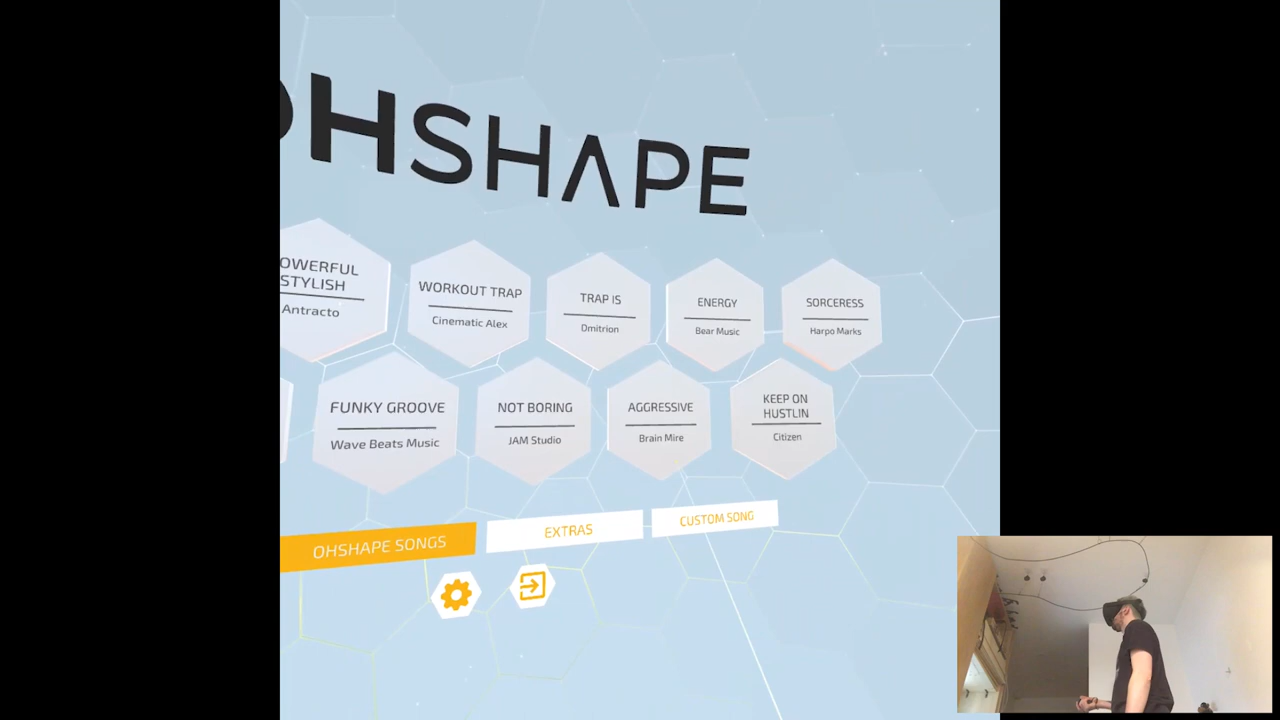 OHSHAPE
OWERFUL
STYLISH
Antracto
WORKOUT TRAP
Cinematic Alex
TRAP IS
Dmitrion
ENERGY
Bear Music
SORCERESS
Harpo Marks
FUNKY GROOVE
Wave Beats Music
NOT BORING
JAM Studio
AGGRESSIVE
Brain Mire
KEEP ON
HUSTLIN
Citizen
OHSHAPE SONGS
EXTRAS
CUSTOM SONG